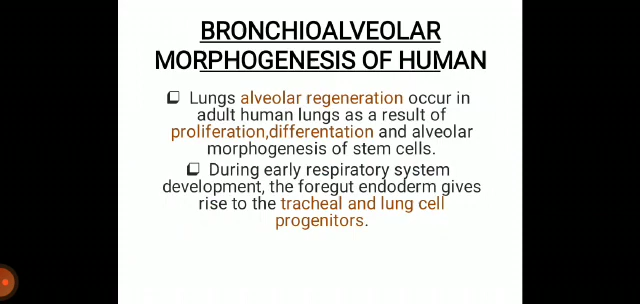 BRONCHIOALVEOLAR
MORPHOGENESIS OF HUMAN
❑ Lungs alveolar regeneration occur in
adult human lungs as a result of
proliferation,differentation and alveolar
morphogenesis of stem cells.
❑ During early respiratory system
development, the foregut endoderm gives
rise to the tracheal and lung cell
progenitors.